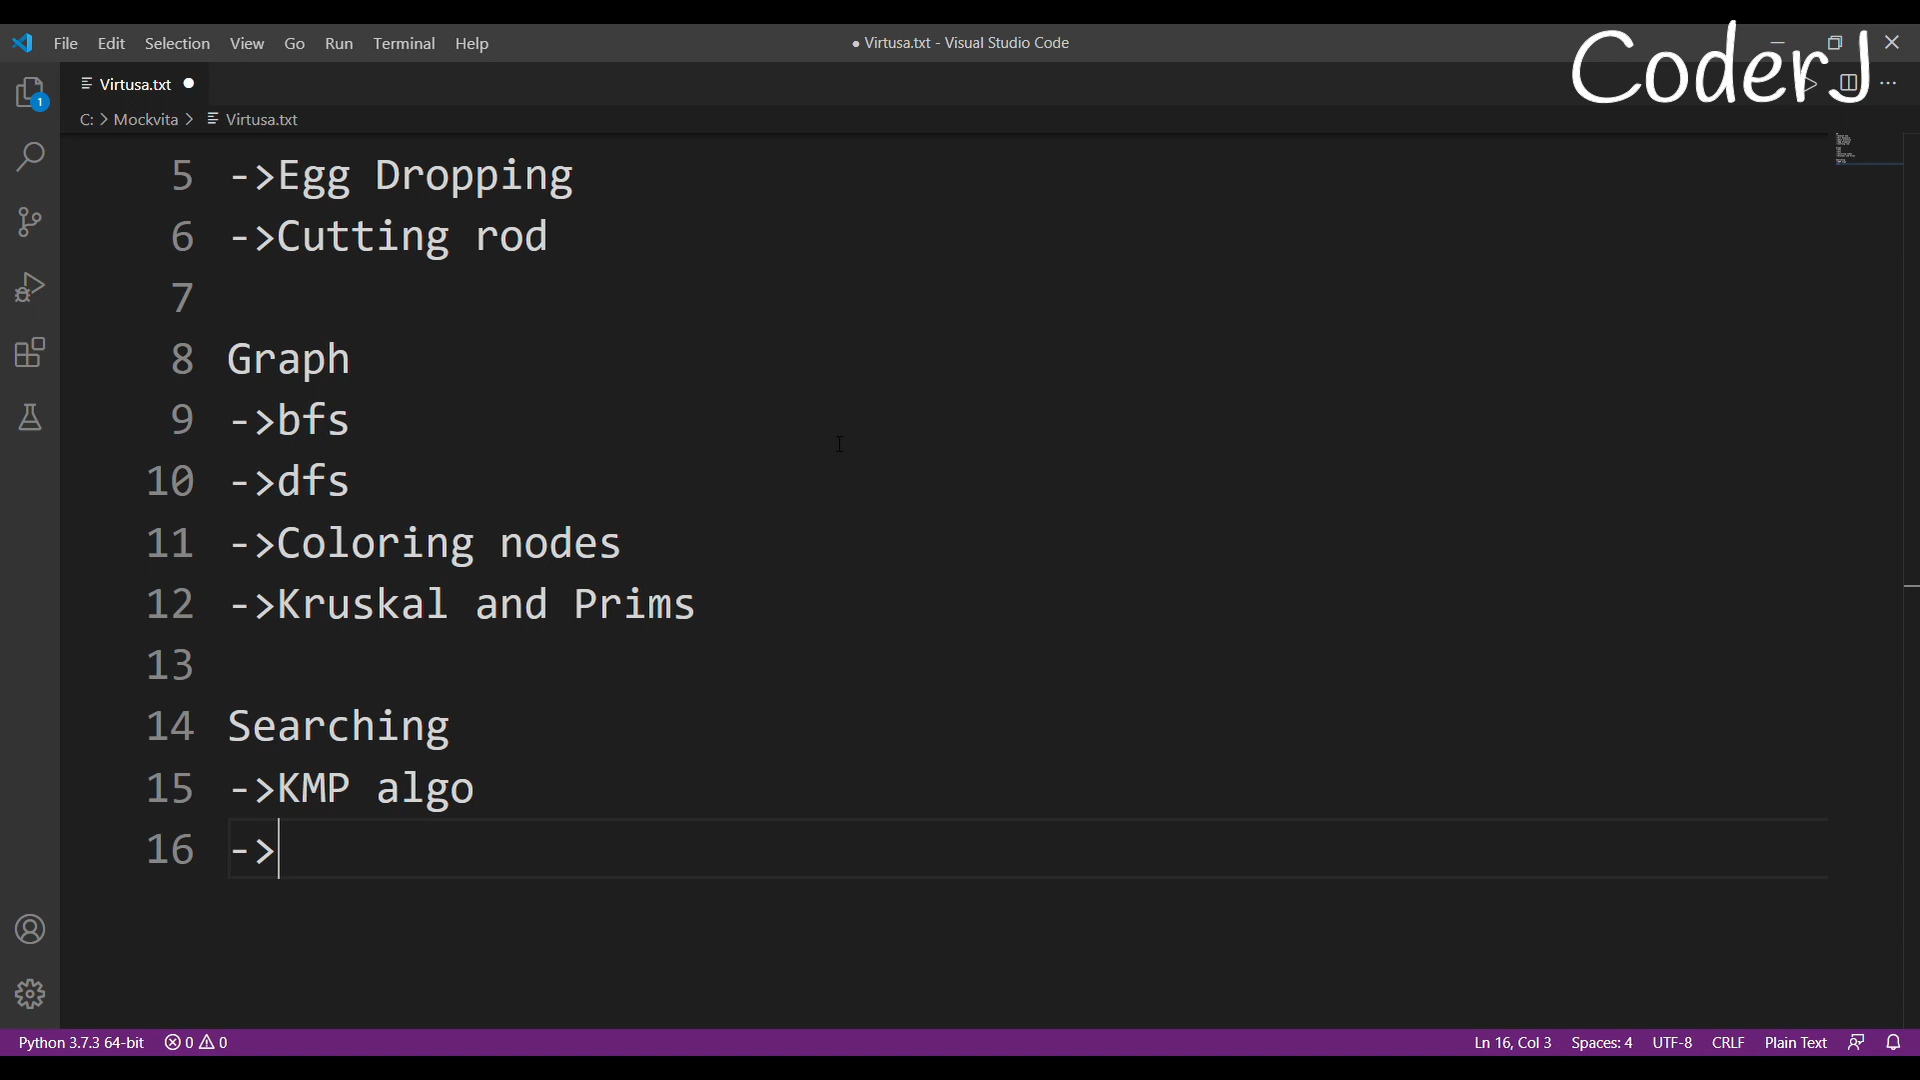 File Edit Selection View Go Run Terminal Help
● Virtusa.txt - Visual Studio Code
CoderJ
1
Virtusa.txt ●
C: > Mockvita > Virtusa.txt
5 ->Egg Dropping
6 ->Cutting rod
7
8 Graph
9 ->bfs
10 ->dfs
11 ->Coloring nodes
12 ->Kruskal and Prims
13
14 Searching
15 ->KMP algo
16 ->
Python 3.7.3 64-bit 0 0 Ln 16, Col 3 Spaces: 4 UTF-8 CRLF Plain Text